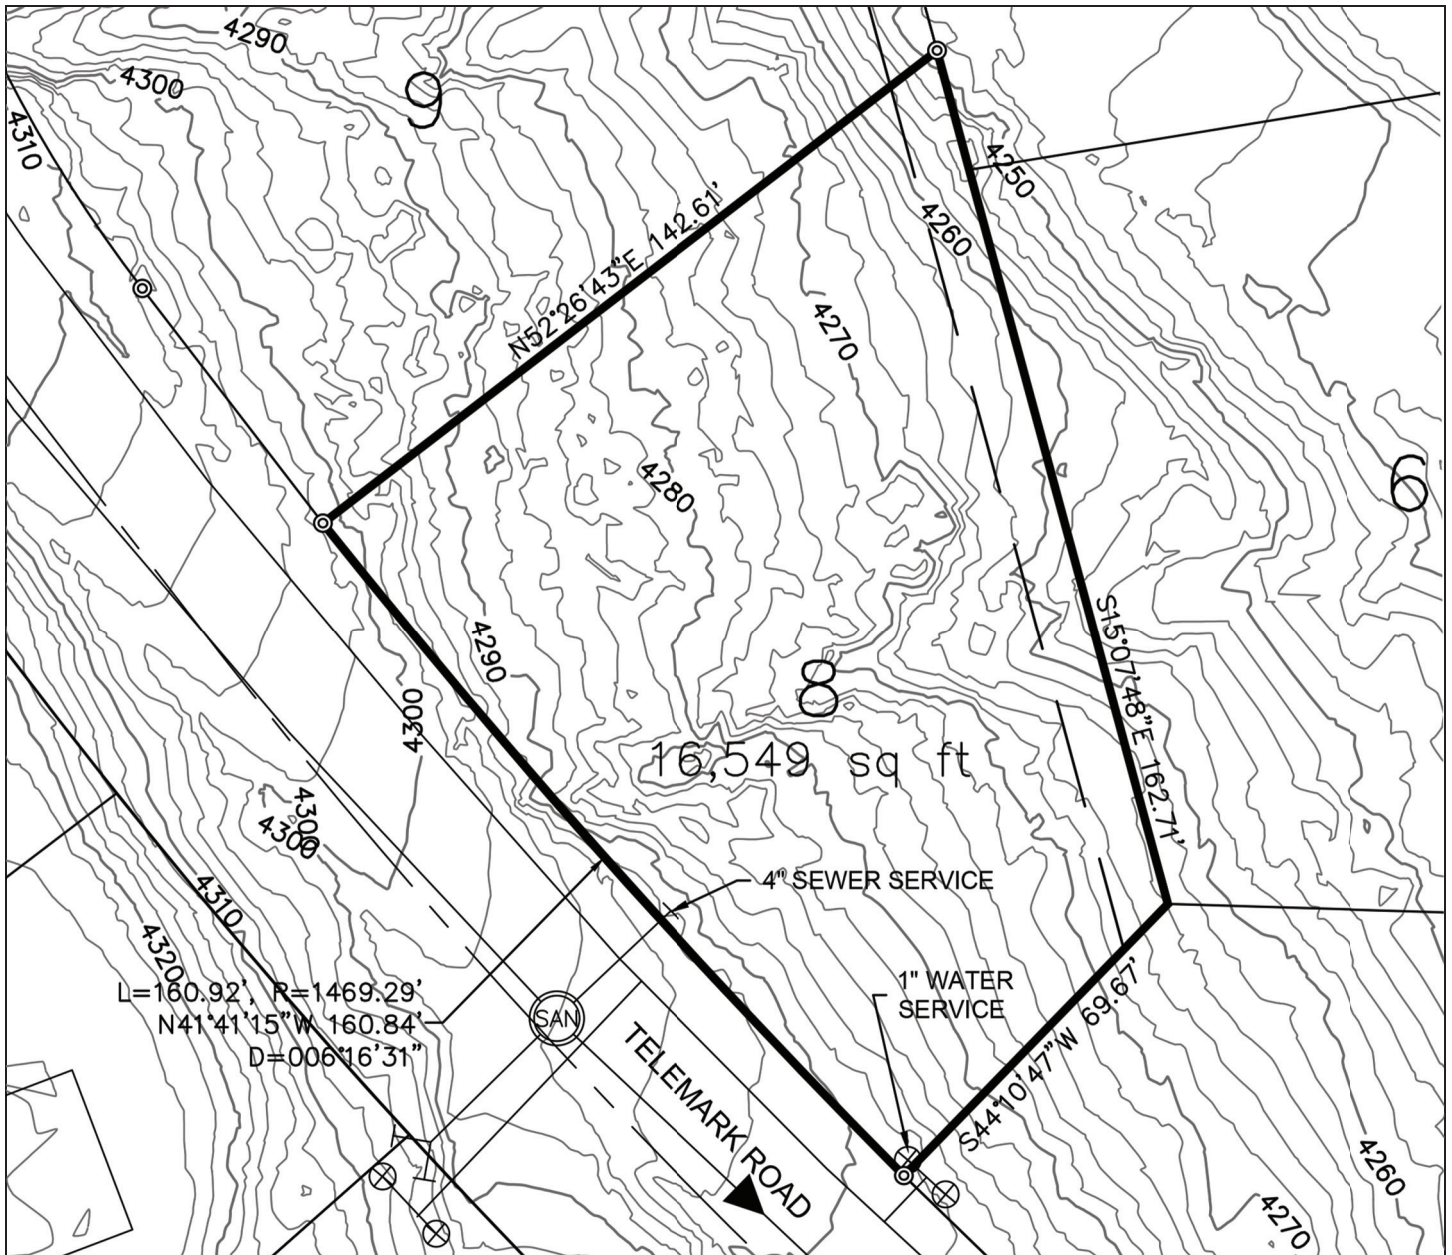 4290
9
4300
4310
4250
4260
N52°26'43"E 142.61'
4270
4280
6
4290
S15°07'48"E 162.71'
8
4300
16,549 sq ft
4300
4300
4" SEWER SERVICE
4310
4320
1" WATER
SERVICE
L=160.92', R=1469.29'
N41°41'15"W 160.84'
D=006°16'31"
SAN
S44°10'47"W 69.67'
TELEMARK ROAD
4260
4270